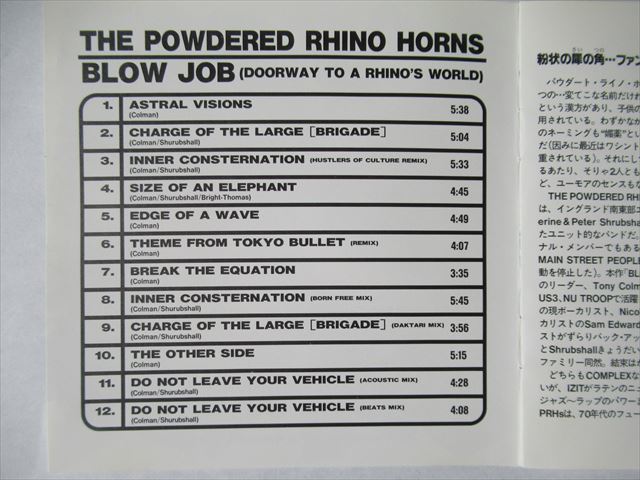 THE POWDERED RHINO HORNS
BLOW JOB (DOORWAY TO A RHINO'S WORLD)
1. ASTRAL VISIONS 5:38
(Colman)
2. CHARGE OF THE LARGE [BRIGADE] 5:04
(Colman/Shurubshall)
3. INNER CONSTERNATION (HUSTLERS OF CULTURE REMIX) 5:33
(Colman/Shurubshall)
4. SIZE OF AN ELEPHANT 4:45
(Colman/Shurubshall/Bright-Thomas)
5. EDGE OF A WAVE 4:49
(Colman)
6. THEME FROM TOKYO BULLET (REMIX) 4:07
(Colman)
7. BREAK THE EQUATION 3:35
(Colman)
8. INNER CONSTERNATION (BORN FREE MIX) 5:45
(Colman/Shurubshall)
9. CHARGE OF THE LARGE [BRIGADE] (DAKTARI MIX) 3:56
(Colman/Shurubshall)
10. THE OTHER SIDE 5:15
(Colman)
11. DO NOT LEAVE YOUR VEHICLE (ACOUSTIC MIX) 4:28
(Colman/Shurubshall)
12. DO NOT LEAVE YOUR VEHICLE (BEATS MIX) 4:08
(Colman/Shurubshall)
粉状の犀の角…ファン
パウダート・ライノ・ホ
つの…変てこな名前だけれ
という漢方があり、子供の
用されている。わずかなが
のネーミングも“媚薬”とい
だ(因みに最近はワシント
重されている)。それにし
るあたり、そりゃ2人とも
ど、ユーモアのセンスもな
THE POWDERED RHI
は、イングランド南東部エ
erine & Peter Shrubsha
たユニット的なバンドだ。
ナル・メンバーでもある
MAIN STREET PEOPLE
動を停止した)。本作『BL
のリーダー、Tony Colm
US3、NU TROOPで活躍
の現ボーカリスト、Nico
カリストのSam Edward
ストがずらりバック・アッ
とShrubshallきょうだい
ファミリー同然。結束はか
どちらもCOMPLEXな
いが、IZITがラテンのニュ
ジャズ〜ラップのパワーま
PRHsは、70年代のフュー